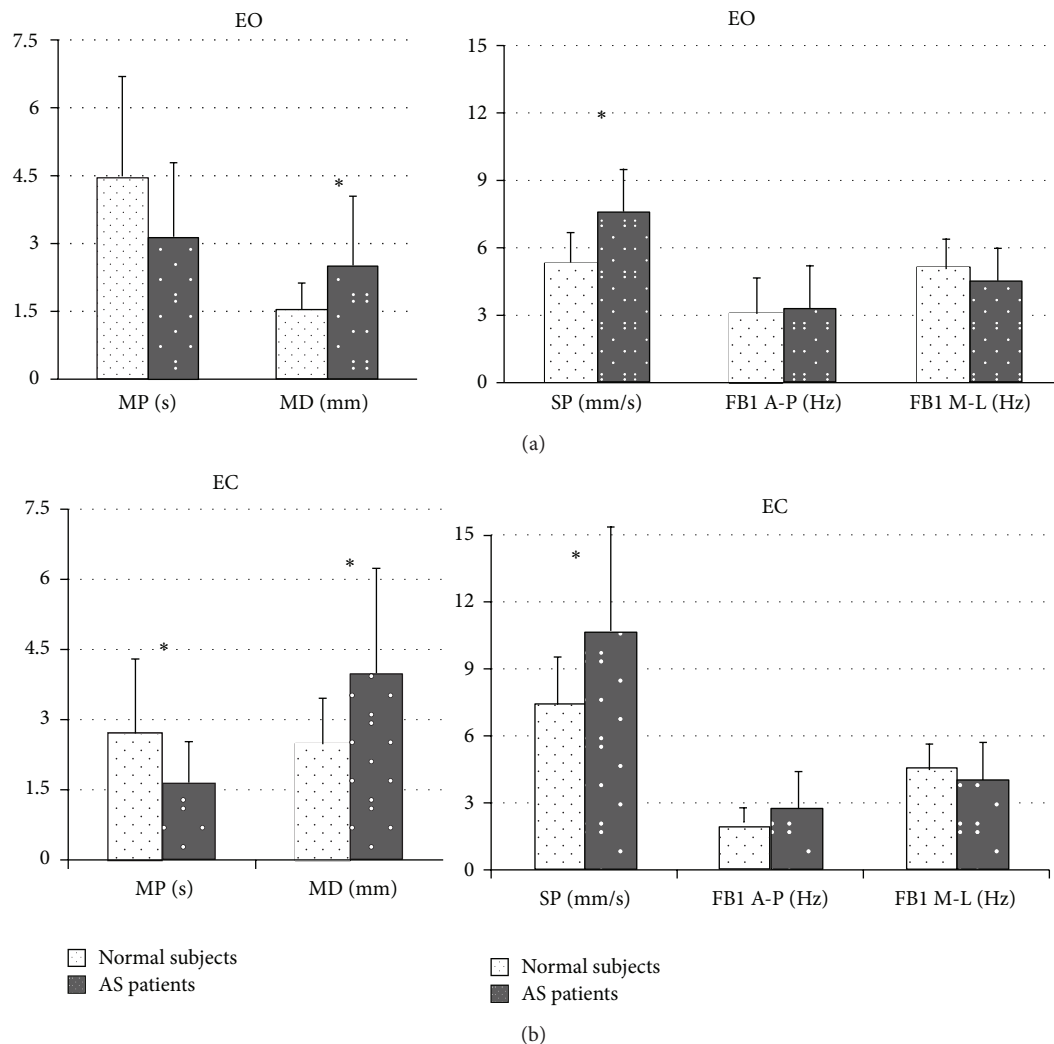 EO
7.5
6
4.5
3
1.5
0
*
MP (s) MD (mm)
EO
15
12
9
6
3
0
*
SP (mm/s) FB1 A-P (Hz) FB1 M-L (Hz)
(a)
EC
7.5
6
4.5
3
1.5
0
*
*
MP (s) MD (mm)
Normal subjects
AS patients
EC
15
12
9
6
3
0
*
SP (mm/s) FB1 A-P (Hz) FB1 M-L (Hz)
Normal subjects
AS patients
(b)